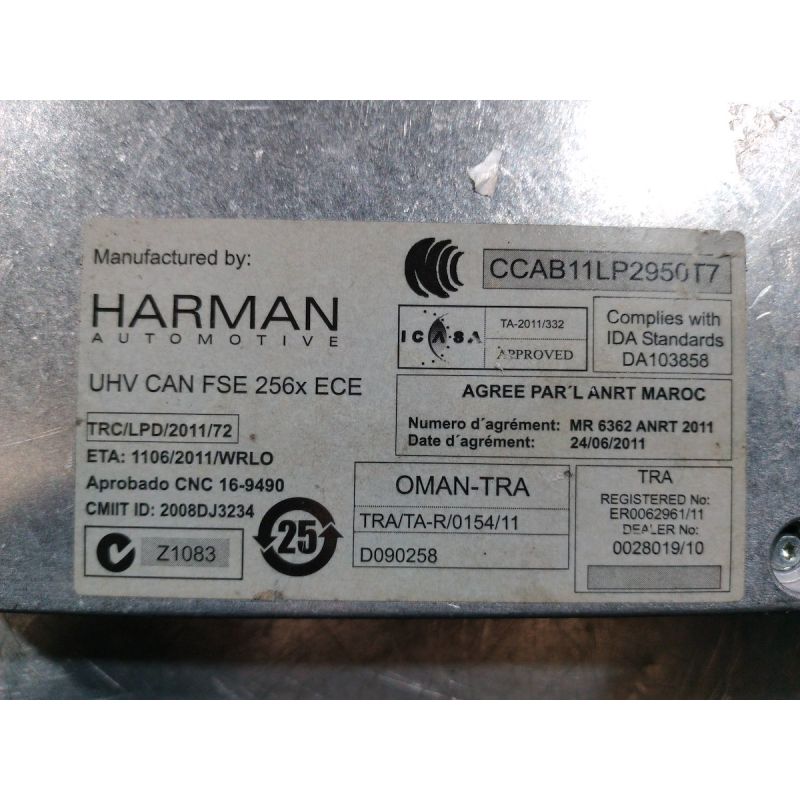 Manufactured by:
HARMAN
AUTOMOTIVE
UHV CAN FSE 256x ECE
TRC/LPD/2011/72
ETA: 1106/2011/WRLO
Aprobado CNC 16-9490
CMIIT ID: 2008DJ3234
Z1083
25
CCAB11LP2950T7
ICASA
TA-2011/332
APPROVED
Complies with
IDA Standards
DA103858
AGREE PAR´L ANRT MAROC
Numero d´agrément: MR 6362 ANRT 2011
Date d´agrément: 24/06/2011
OMAN-TRA
TRA/TA-R/0154/11
D090258
TRA
REGISTERED No:
ER0062961/11
DEALER No:
0028019/10